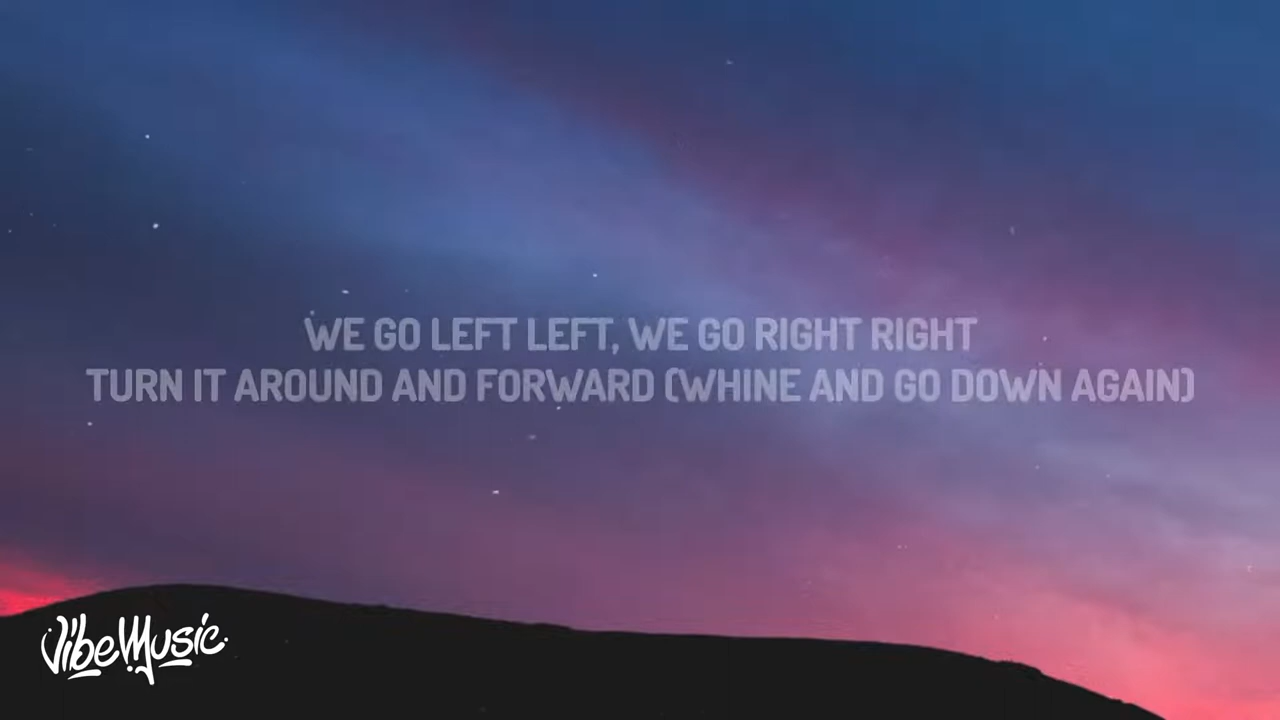 WE GO LEFT LEFT, WE GO RIGHT RIGHT
TURN IT AROUND AND FORWARD (WHINE AND GO DOWN AGAIN)
VibeMusic